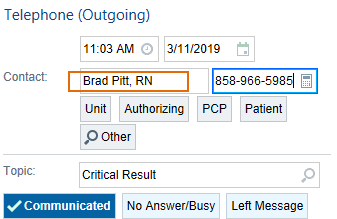 Telephone (Outgoing)
11:03 AM 3/11/2019
Contact: Brad Pitt, RN 858-966-5985
Unit Authorizing PCP Patient
Other
Topic: Critical Result
Communicated No Answer/Busy Left Message